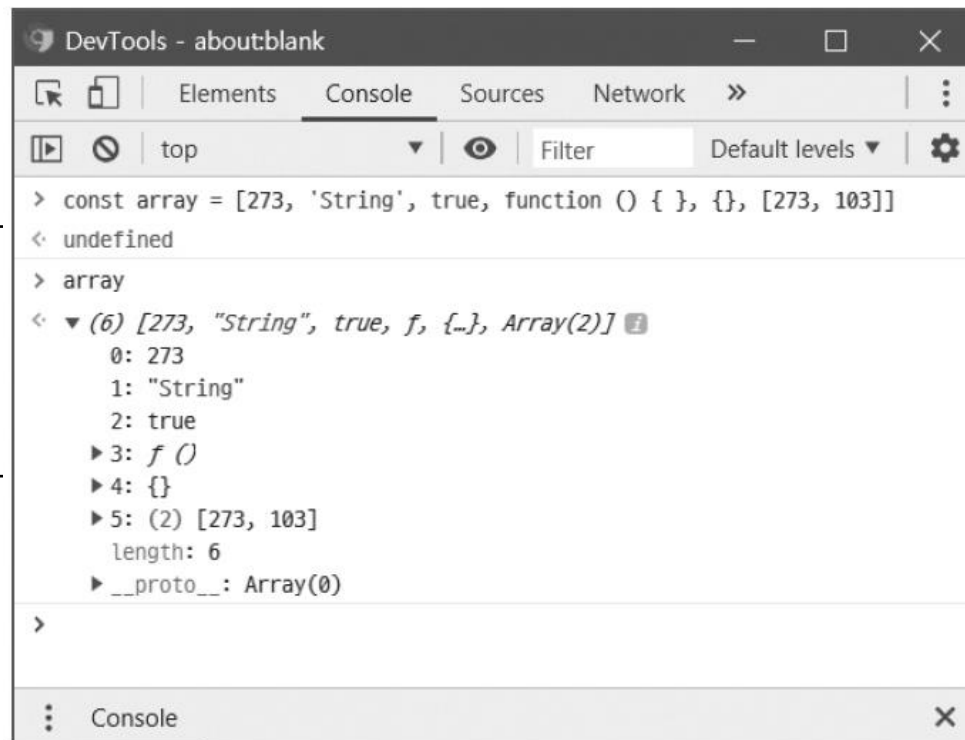 DevTools - about:blank
Elements Console Sources Network »
top ▼ Filter Default levels ▼
> const array = [273, 'String', true, function () { }, {}, [273, 103]]
<· undefined
> array
<· ▼ (6) [273, "String", true, ƒ, {…}, Array(2)] i
0: 273
1: "String"
2: true
▶ 3: ƒ ()
▶ 4: {}
▶ 5: (2) [273, 103]
length: 6
▶ __proto__: Array(0)
>
Console